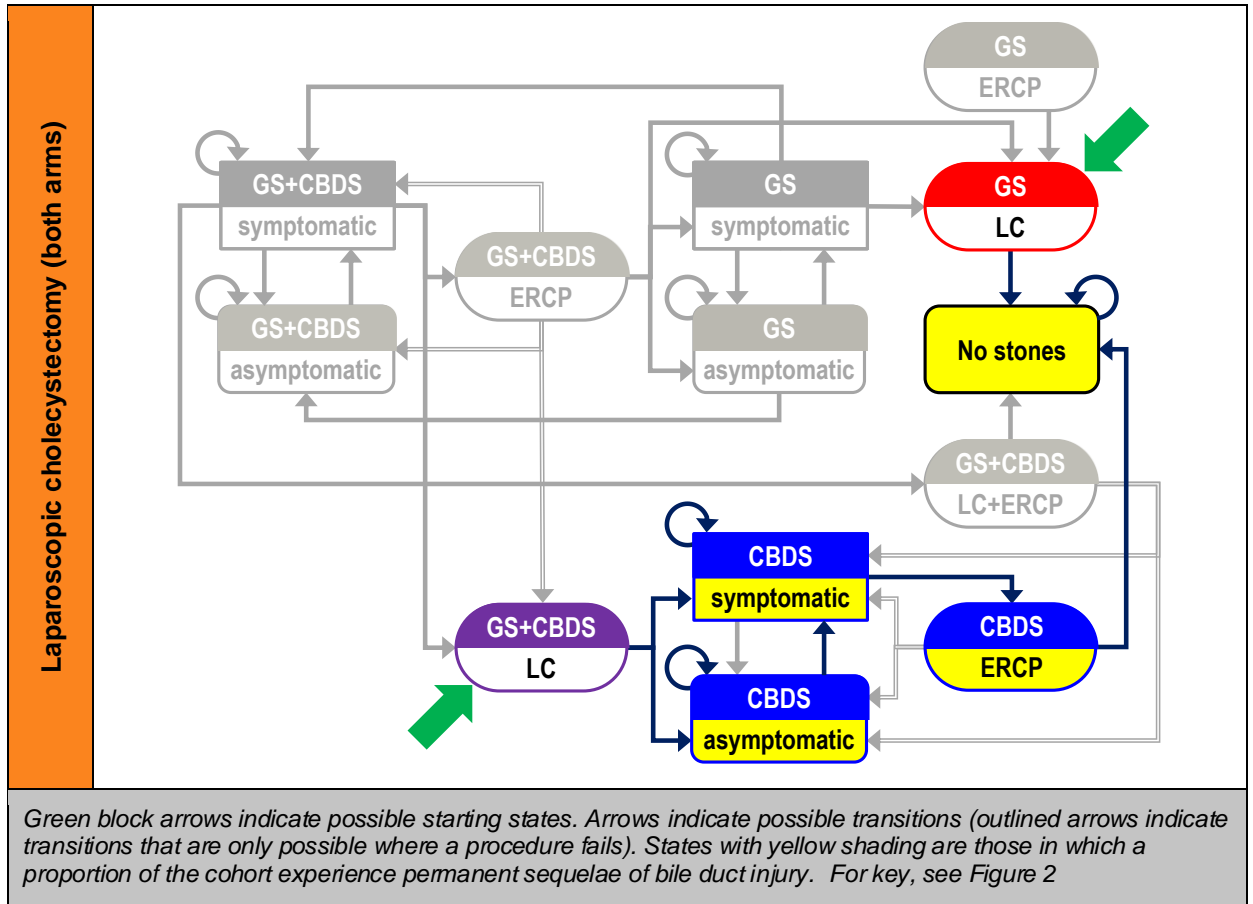 Laparoscopic cholecystectomy (both arms)
GS
ERCP
GS+CBDS
symptomatic
GS
symptomatic
GS
LC
GS+CBDS
ERCP
GS+CBDS
asymptomatic
GS
asymptomatic
No stones
GS+CBDS
LC+ERCP
CBDS
symptomatic
GS+CBDS
LC
CBDS
ERCP
CBDS
asymptomatic
Green block arrows indicate possible starting states. Arrows indicate possible transitions (outlined arrows indicate
transitions that are only possible where a procedure fails). States with yellow shading are those in which a
proportion of the cohort experience permanent sequelae of bile duct injury. For key, see Figure 2